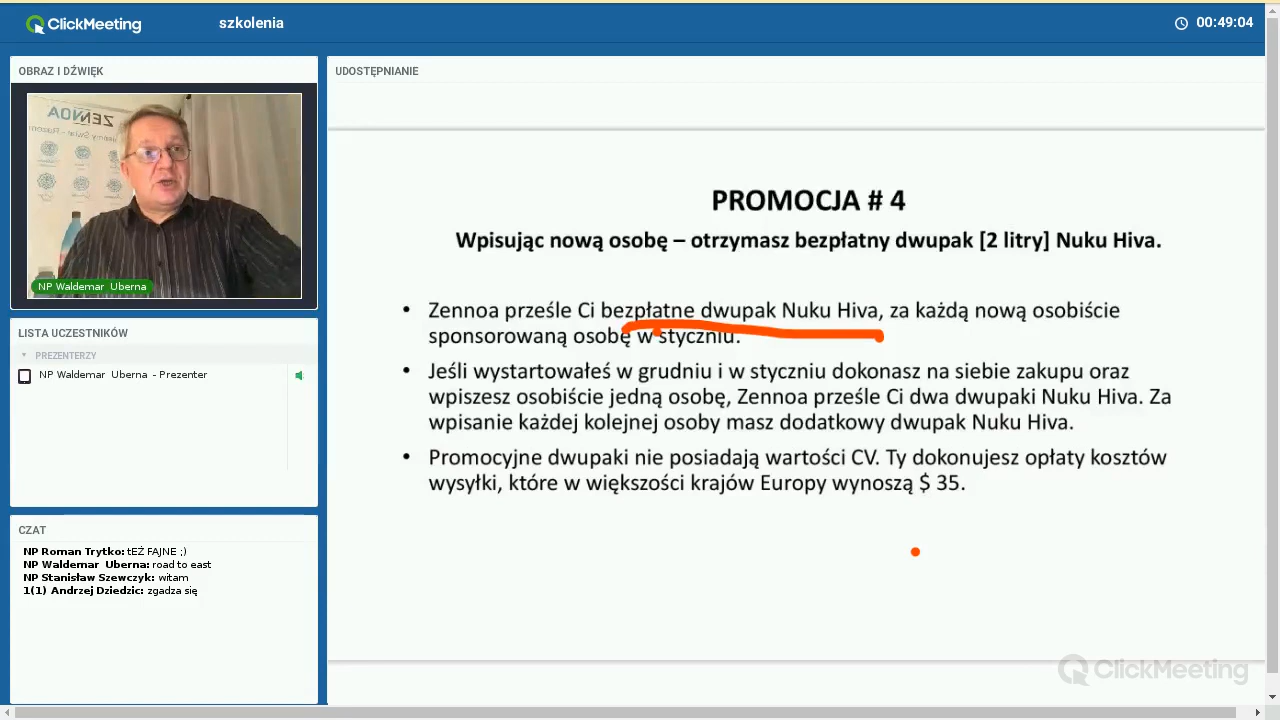 ClickMeeting
szkolenia
00:49:04
OBRAZ I DŹWIĘK
ZENNOA
NP Waldemar Uberna
LISTA UCZESTNIKÓW
PREZENTERZY
NP Waldemar Uberna - Prezenter
CZAT
NP Roman Trytko: tEŻ FAJNE ;)
NP Waldemar Uberna: road to east
NP Stanisław Szewczyk: witam
1(1) Andrzej Dziedzic: zgadza się
UDOSTĘPNIANIE
PROMOCJA # 4
Wpisując nową osobę – otrzymasz bezpłatny dwupak [2 litry] Nuku Hiva.
• Zennoa prześle Ci bezpłatne dwupak Nuku Hiva, za każdą nową osobiście
sponsorowaną osobę w styczniu.
• Jeśli wystartowałeś w grudniu i w styczniu dokonasz na siebie zakupu oraz
wpiszesz osobiście jedną osobę, Zennoa prześle Ci dwa dwupaki Nuku Hiva. Za
wpisanie każdej kolejnej osoby masz dodatkowy dwupak Nuku Hiva.
• Promocyjne dwupaki nie posiadają wartości CV. Ty dokonujesz opłaty kosztów
wysyłki, które w większości krajów Europy wynoszą $ 35.
ClickMeeting